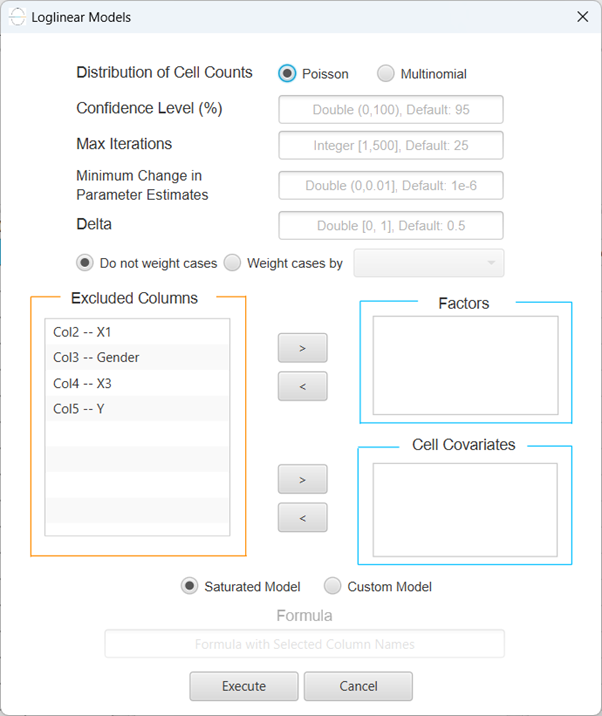 Loglinear Models
Distribution of Cell Counts Poisson Multinomial
Confidence Level (%) Double (0,100), Default: 95
Max Iterations Integer [1,500], Default: 25
Minimum Change in
Parameter Estimates Double (0,0.01], Default: 1e-6
Delta Double [0, 1], Default: 0.5
Do not weight cases Weight cases by
Excluded Columns
Col2 -- X1
Col3 -- Gender
Col4 -- X3
Col5 -- Y
>
<
>
<
Factors
Cell Covariates
Saturated Model Custom Model
Formula
Formula with Selected Column Names
Execute Cancel